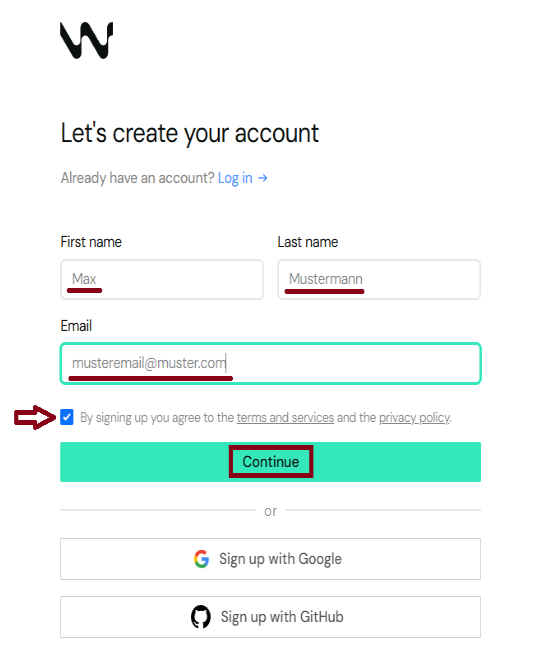 W
Let's create your account
Already have an account? Log in →
First name
Last name
Max
Mustermann
Email
musteremail@muster.com
By signing up you agree to the terms and services and the privacy policy.
Continue
or
Sign up with Google
Sign up with GitHub